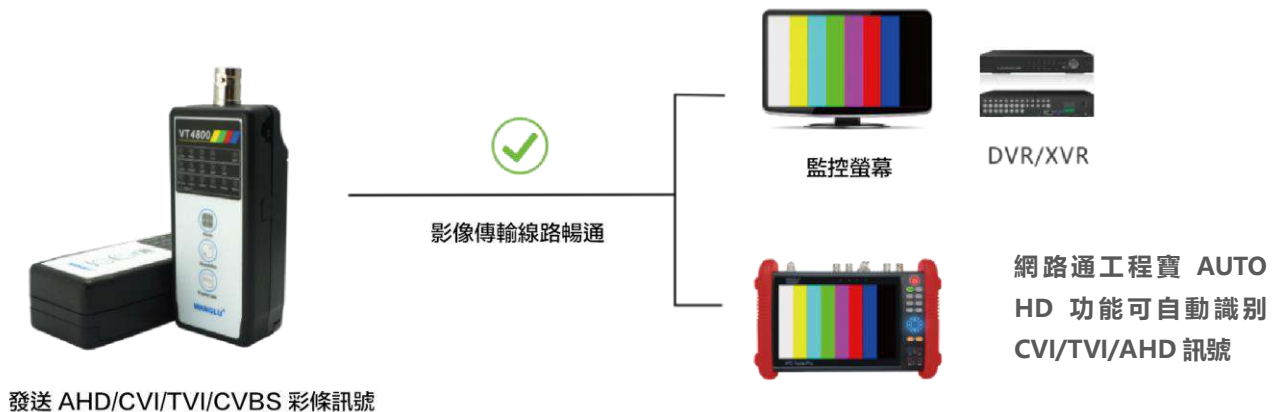 VT4800
WANGLU
發送 AHD/CVI/TVI/CVBS 彩條訊號
影像傳輸線路暢通
監控螢幕
DVR/XVR
網路通工程寶 AUTO
HD 功能可自動識別
CVI/TVI/AHD 訊號